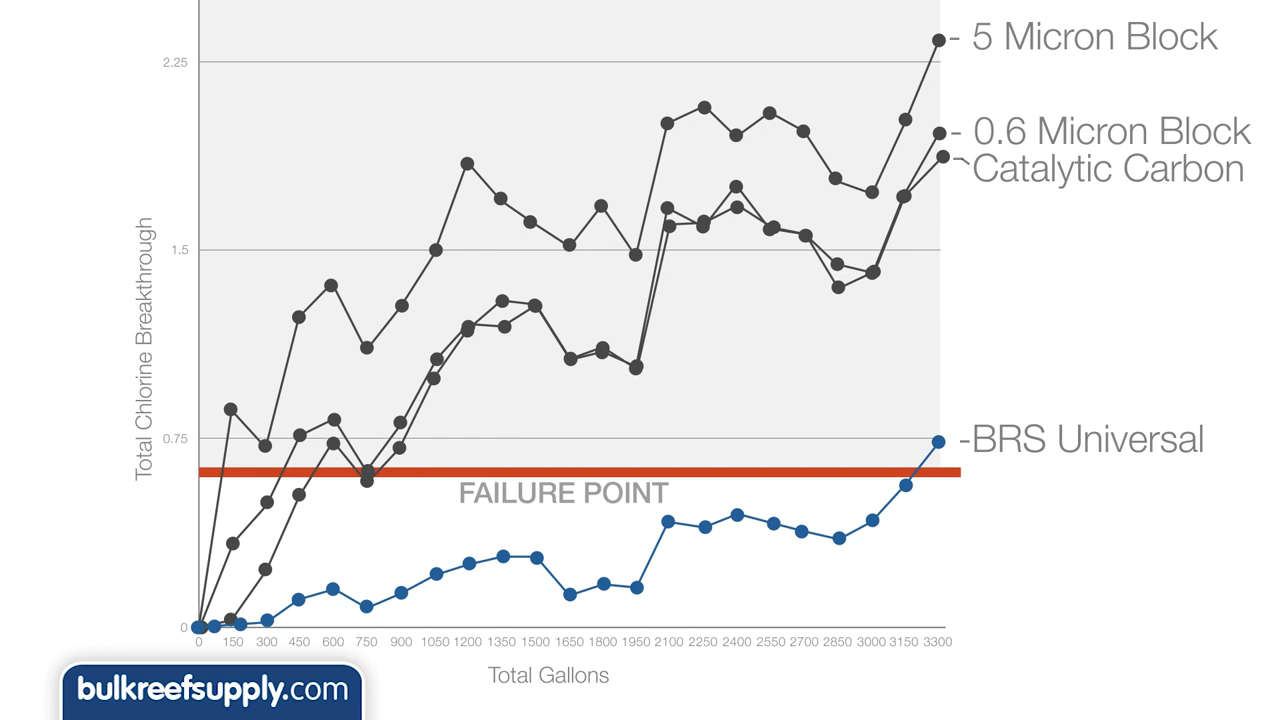 5 Micron Block
2.25
0.6 Micron Block
Catalytic Carbon
Total Chlorine Breakthrough
1.5
0.75
BRS Universal
FAILURE POINT
0
0 150 300 450 600 750 900 1050 1200 1350 1500 1650 1800 1950 2100 2250 2400 2550 2700 2850 3000 3150 3300
Total Gallons
bulkreefsupply.com